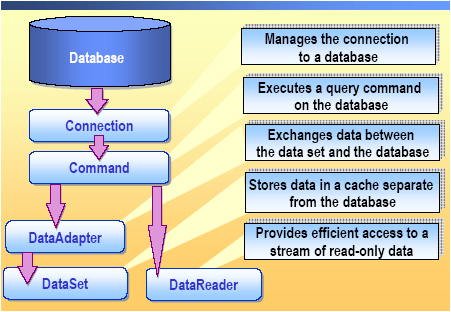 Database
Connection
Command
DataAdapter
DataSet
DataReader
Manages the connection
to a database
Executes a query command
on the database
Exchanges data between
the data set and the database
Stores data in a cache separate
from the database
Provides efficient access to a
stream of read-only data